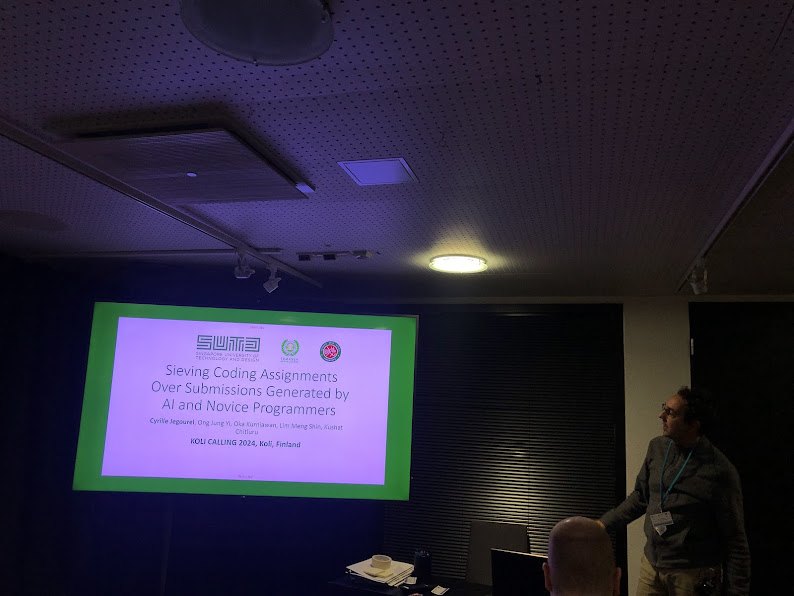 SUTD
SINGAPORE UNIVERSITY OF
TECHNOLOGY AND DESIGN
Sieving Coding Assignments
Over Submissions Generated by
AI and Novice Programmers
Cyrille Jegourel, Ong Jung Yi, Oka Kurniawan, Lim Meng Shin, Kushat
Chitluru
KOLI CALLING 2024, Koli, Finland